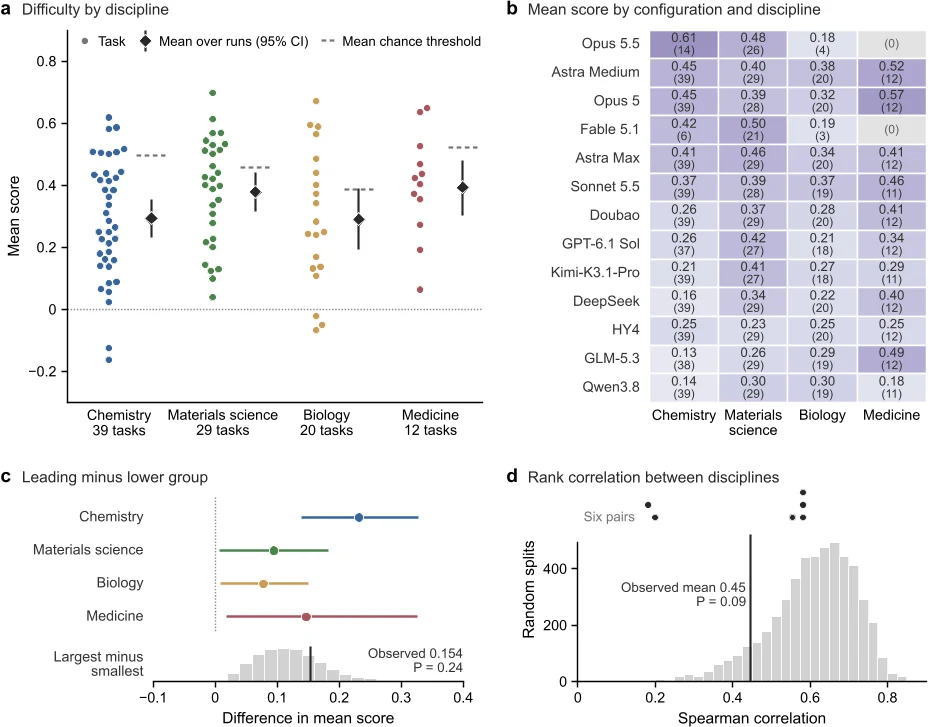 a Difficulty by discipline
Task
Mean over runs (95% CI)
Mean chance threshold
Mean score
0.8
0.6
0.4
0.2
0
−0.2
Chemistry
39 tasks
Materials science
29 tasks
Biology
20 tasks
Medicine
12 tasks
b Mean score by configuration and discipline
Opus 5.5 0.61 0.48 0.18
(14) (26) (4) (0)
Astra Medium 0.45 0.40 0.38 0.52
(39) (29) (20) (12)
Opus 5 0.45 0.39 0.32 0.57
(39) (28) (20) (12)
Fable 5.1 0.42 0.50 0.19
(6) (21) (3) (0)
Astra Max 0.41 0.46 0.34 0.41
(39) (29) (20) (12)
Sonnet 5.5 0.37 0.39 0.37 0.46
(39) (28) (19) (11)
Doubao 0.26 0.37 0.28 0.41
(39) (29) (20) (12)
GPT-6.1 Sol 0.26 0.42 0.21 0.34
(37) (27) (18) (12)
Kimi-K3.1-Pro 0.21 0.41 0.27 0.29
(39) (27) (18) (11)
DeepSeek 0.16 0.34 0.22 0.40
(39) (29) (20) (12)
HY4 0.25 0.23 0.25 0.25
(39) (29) (20) (12)
GLM-5.3 0.13 0.26 0.29 0.49
(38) (29) (19) (12)
Qwen3.8 0.14 0.30 0.30 0.18
(39) (29) (19) (11)
Chemistry Materials Biology Medicine
science
c Leading minus lower group
Chemistry
Materials science
Biology
Medicine
Largest minus
smallest
Observed 0.154
P = 0.24
−0.1 0 0.1 0.2 0.3 0.4
Difference in mean score
d Rank correlation between disciplines
Six pairs
Observed mean 0.45
P = 0.09
Random splits
400
200
0
0 0.2 0.4 0.6 0.8
Spearman correlation